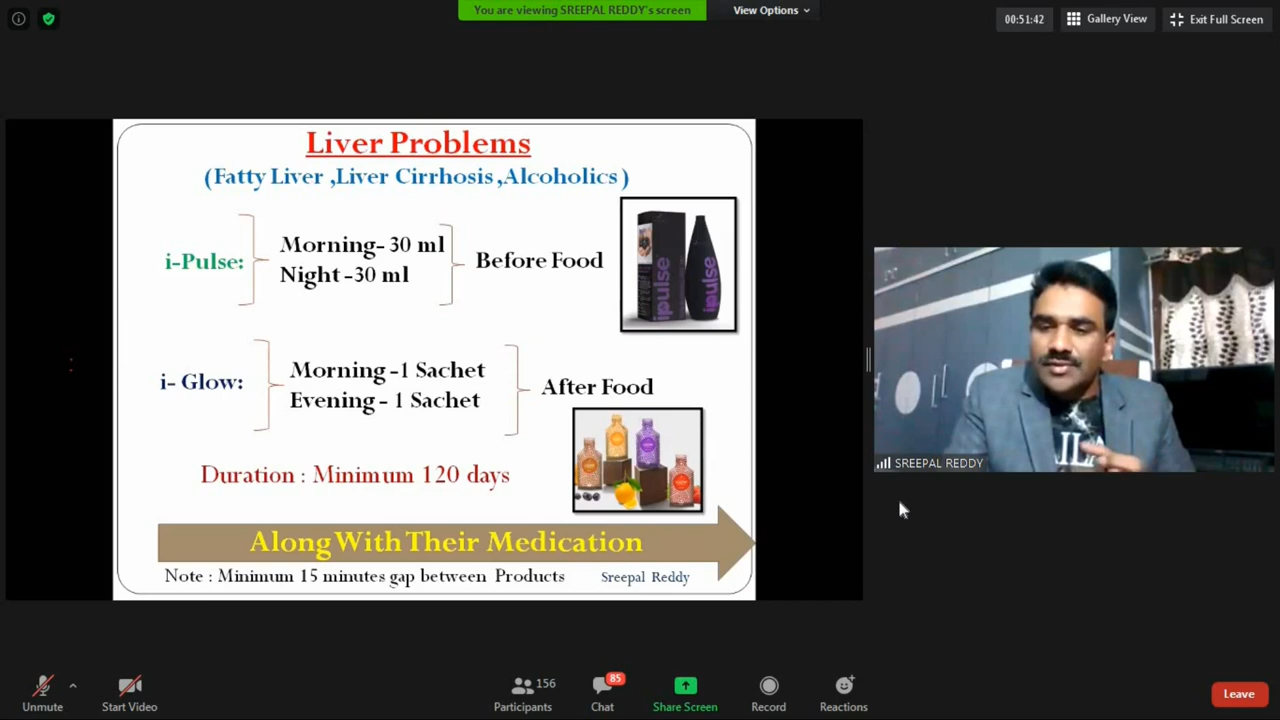 You are viewing SREEPAL REDDY's screen
View Options
00:51:42
Gallery View
Exit Full Screen
Liver Problems
(Fatty Liver ,Liver Cirrhosis ,Alcoholics )
i-Pulse:
Morning- 30 ml
Night -30 ml
Before Food
ipulse
ipulse
i- Glow:
Morning -1 Sachet
Evening - 1 Sachet
After Food
Duration : Minimum 120 days
Along With Their Medication
Note : Minimum 15 minutes gap between Products
Sreepal Reddy
SREEPAL REDDY
Unmute
Start Video
156
Participants
85
Chat
Share Screen
Record
Reactions
Leave